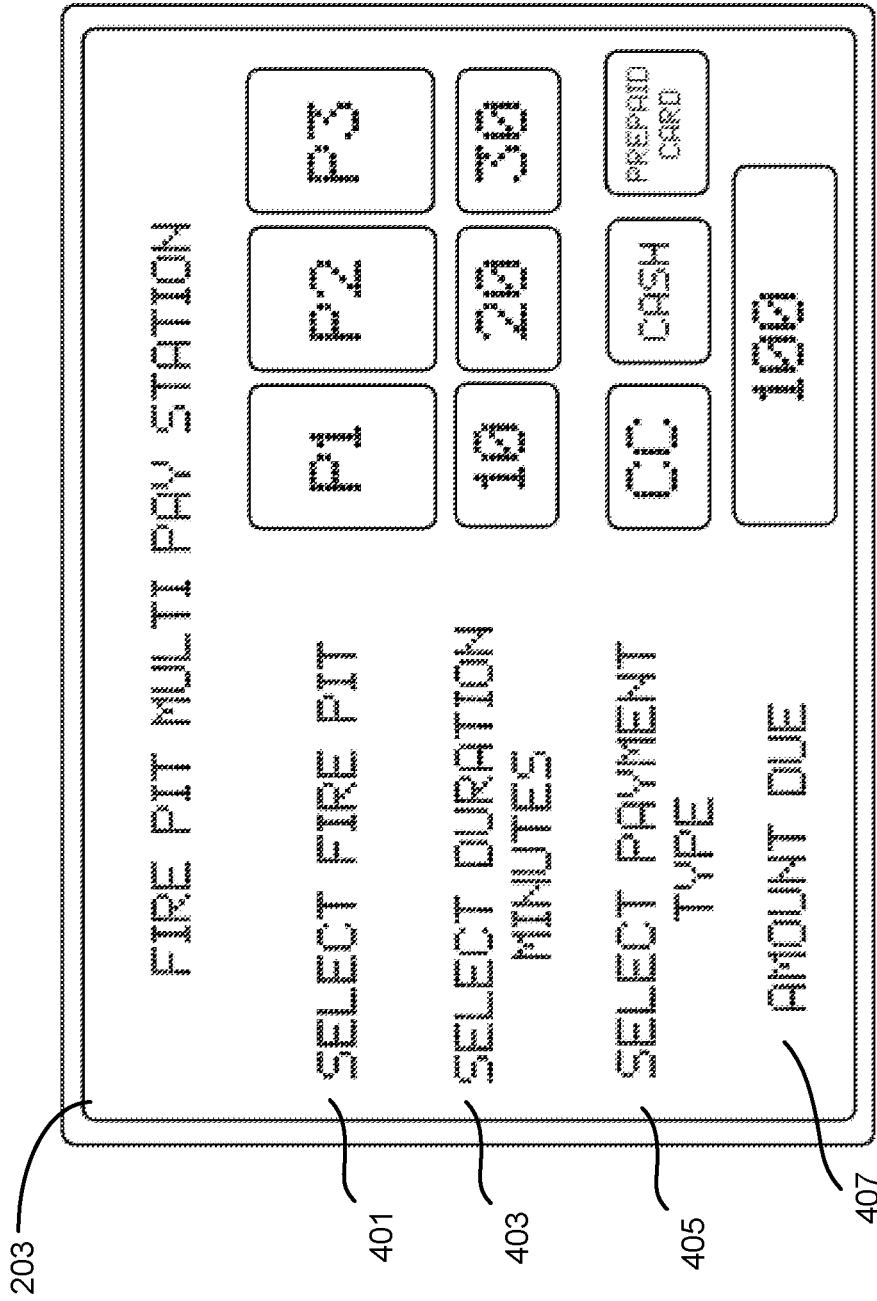 203
FIRE PIT MULTI PAY STATION
401
SELECT FIRE PIT
P1 P2 P3
403
SELECT DURATION
MINUTES
10 20 30
405
SELECT PAYMENT
TYPE
CC CASH PREPAID
CARD
407
AMOUNT DUE
100